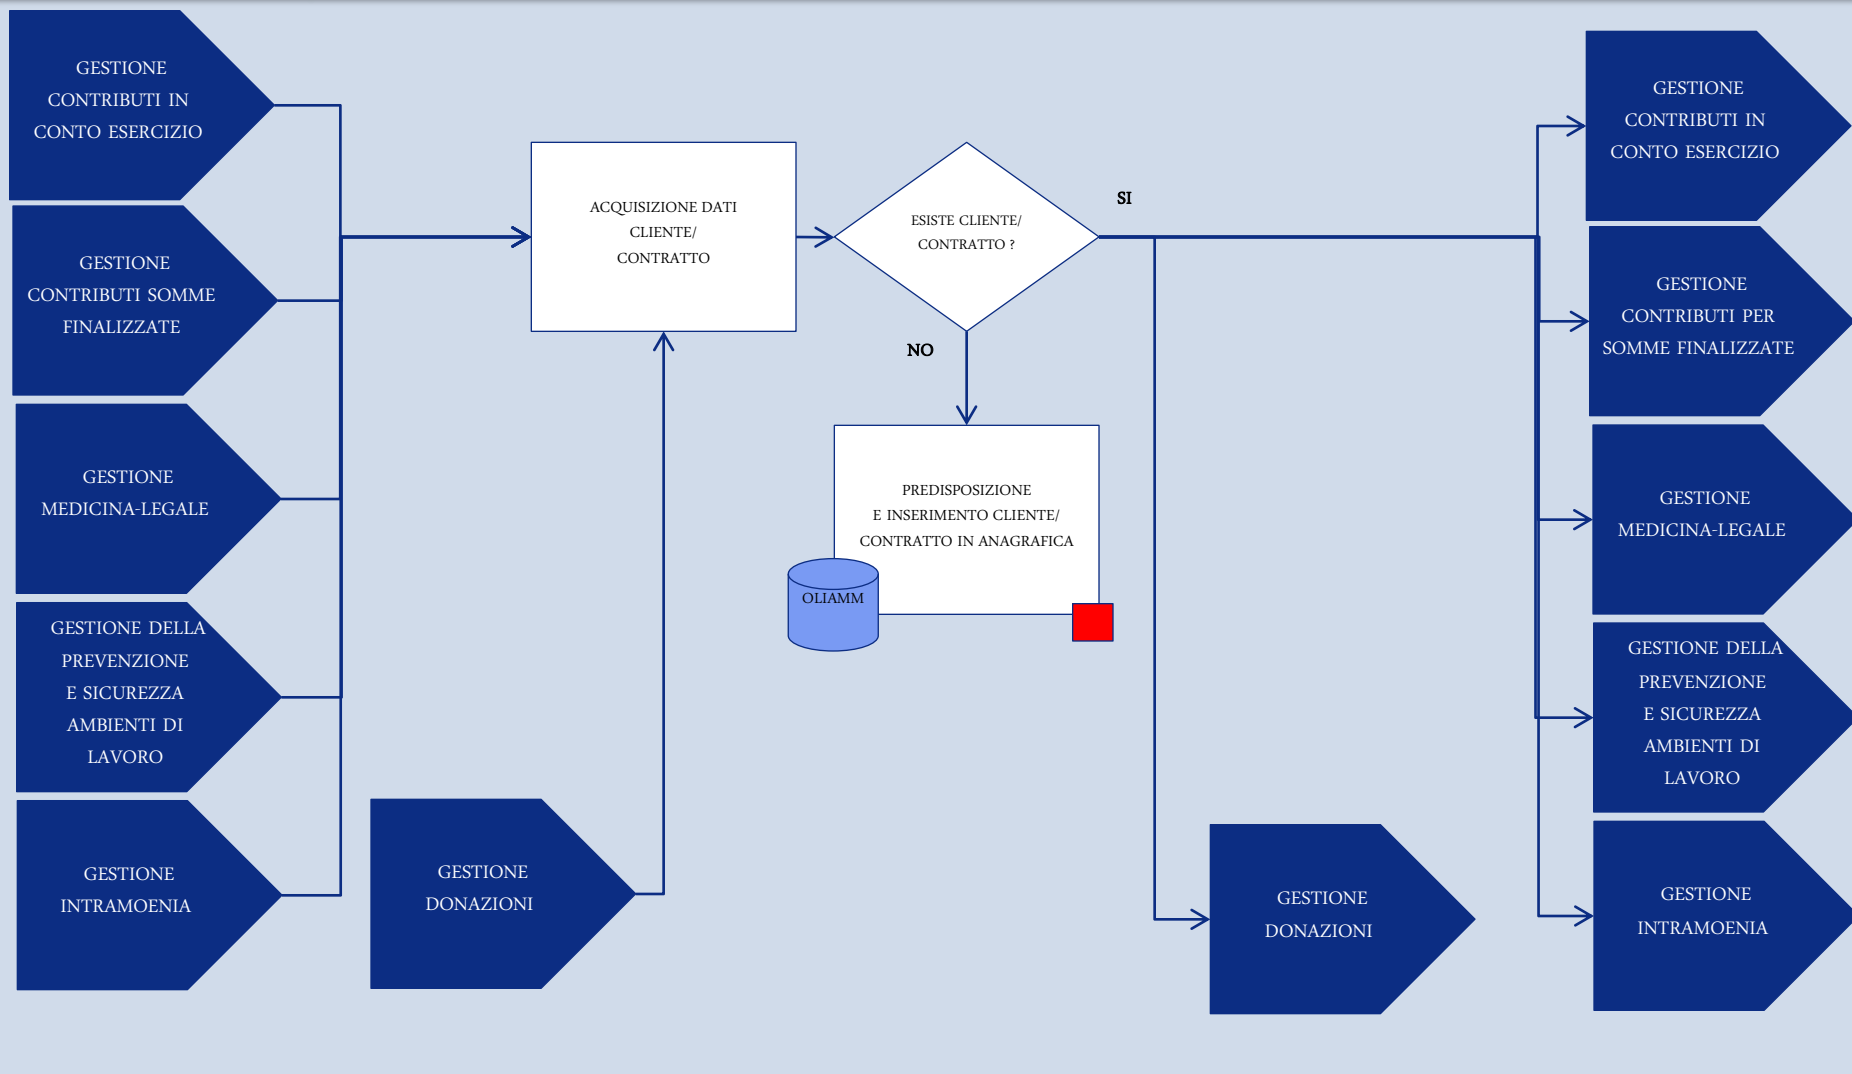 GESTIONE
CONTRIBUTI IN
CONTO ESERCIZIO
GESTIONE
CONTRIBUTI SOMME
FINALIZZATE
GESTIONE
MEDICINA-LEGALE
GESTIONE DELLA
PREVENZIONE
E SICUREZZA
AMBIENTI DI
LAVORO
GESTIONE
INTRAMOENIA
GESTIONE
DONAZIONI
ACQUISIZIONE DATI
CLIENTE/
CONTRATTO
ESISTE CLIENTE/
CONTRATTO ?
SI
NO
PREDISPOSIZIONE
E INSERIMENTO CLIENTE/
CONTRATTO IN ANAGRAFICA
OLIAMM
GESTIONE
DONAZIONI
GESTIONE
CONTRIBUTI IN
CONTO ESERCIZIO
GESTIONE
CONTRIBUTI PER
SOMME FINALIZZATE
GESTIONE
MEDICINA-LEGALE
GESTIONE DELLA
PREVENZIONE
E SICUREZZA
AMBIENTI DI
LAVORO
GESTIONE
INTRAMOENIA